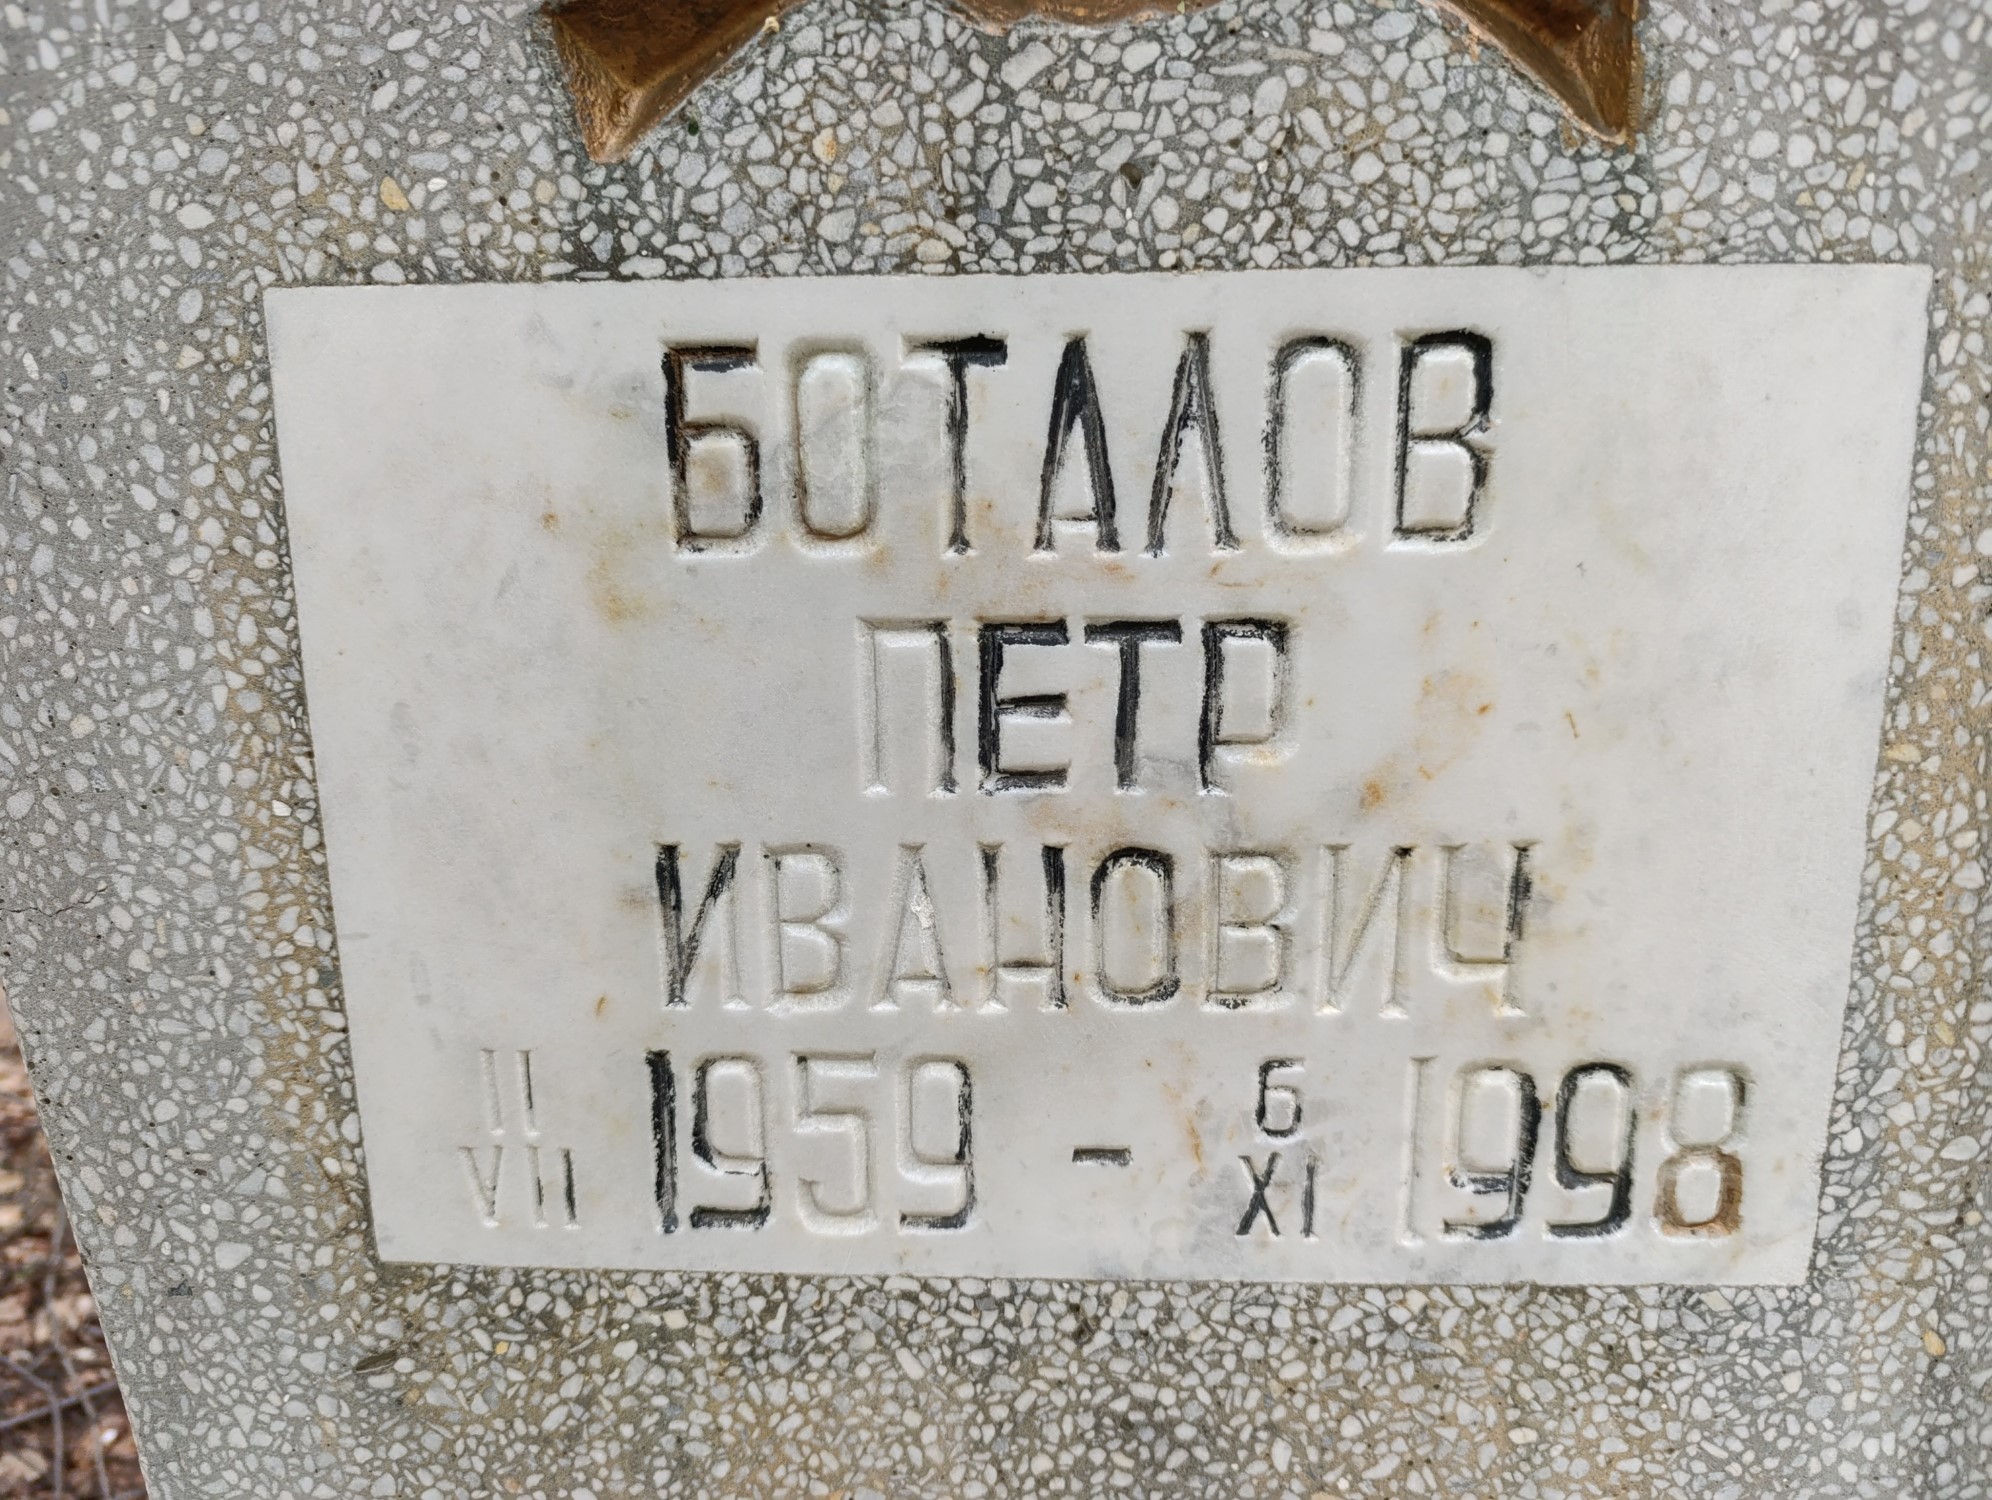 БОТАЛОВ
ПЕТР
ИВАНОВИЧ
11 VII 1959 - 6 XI 1998